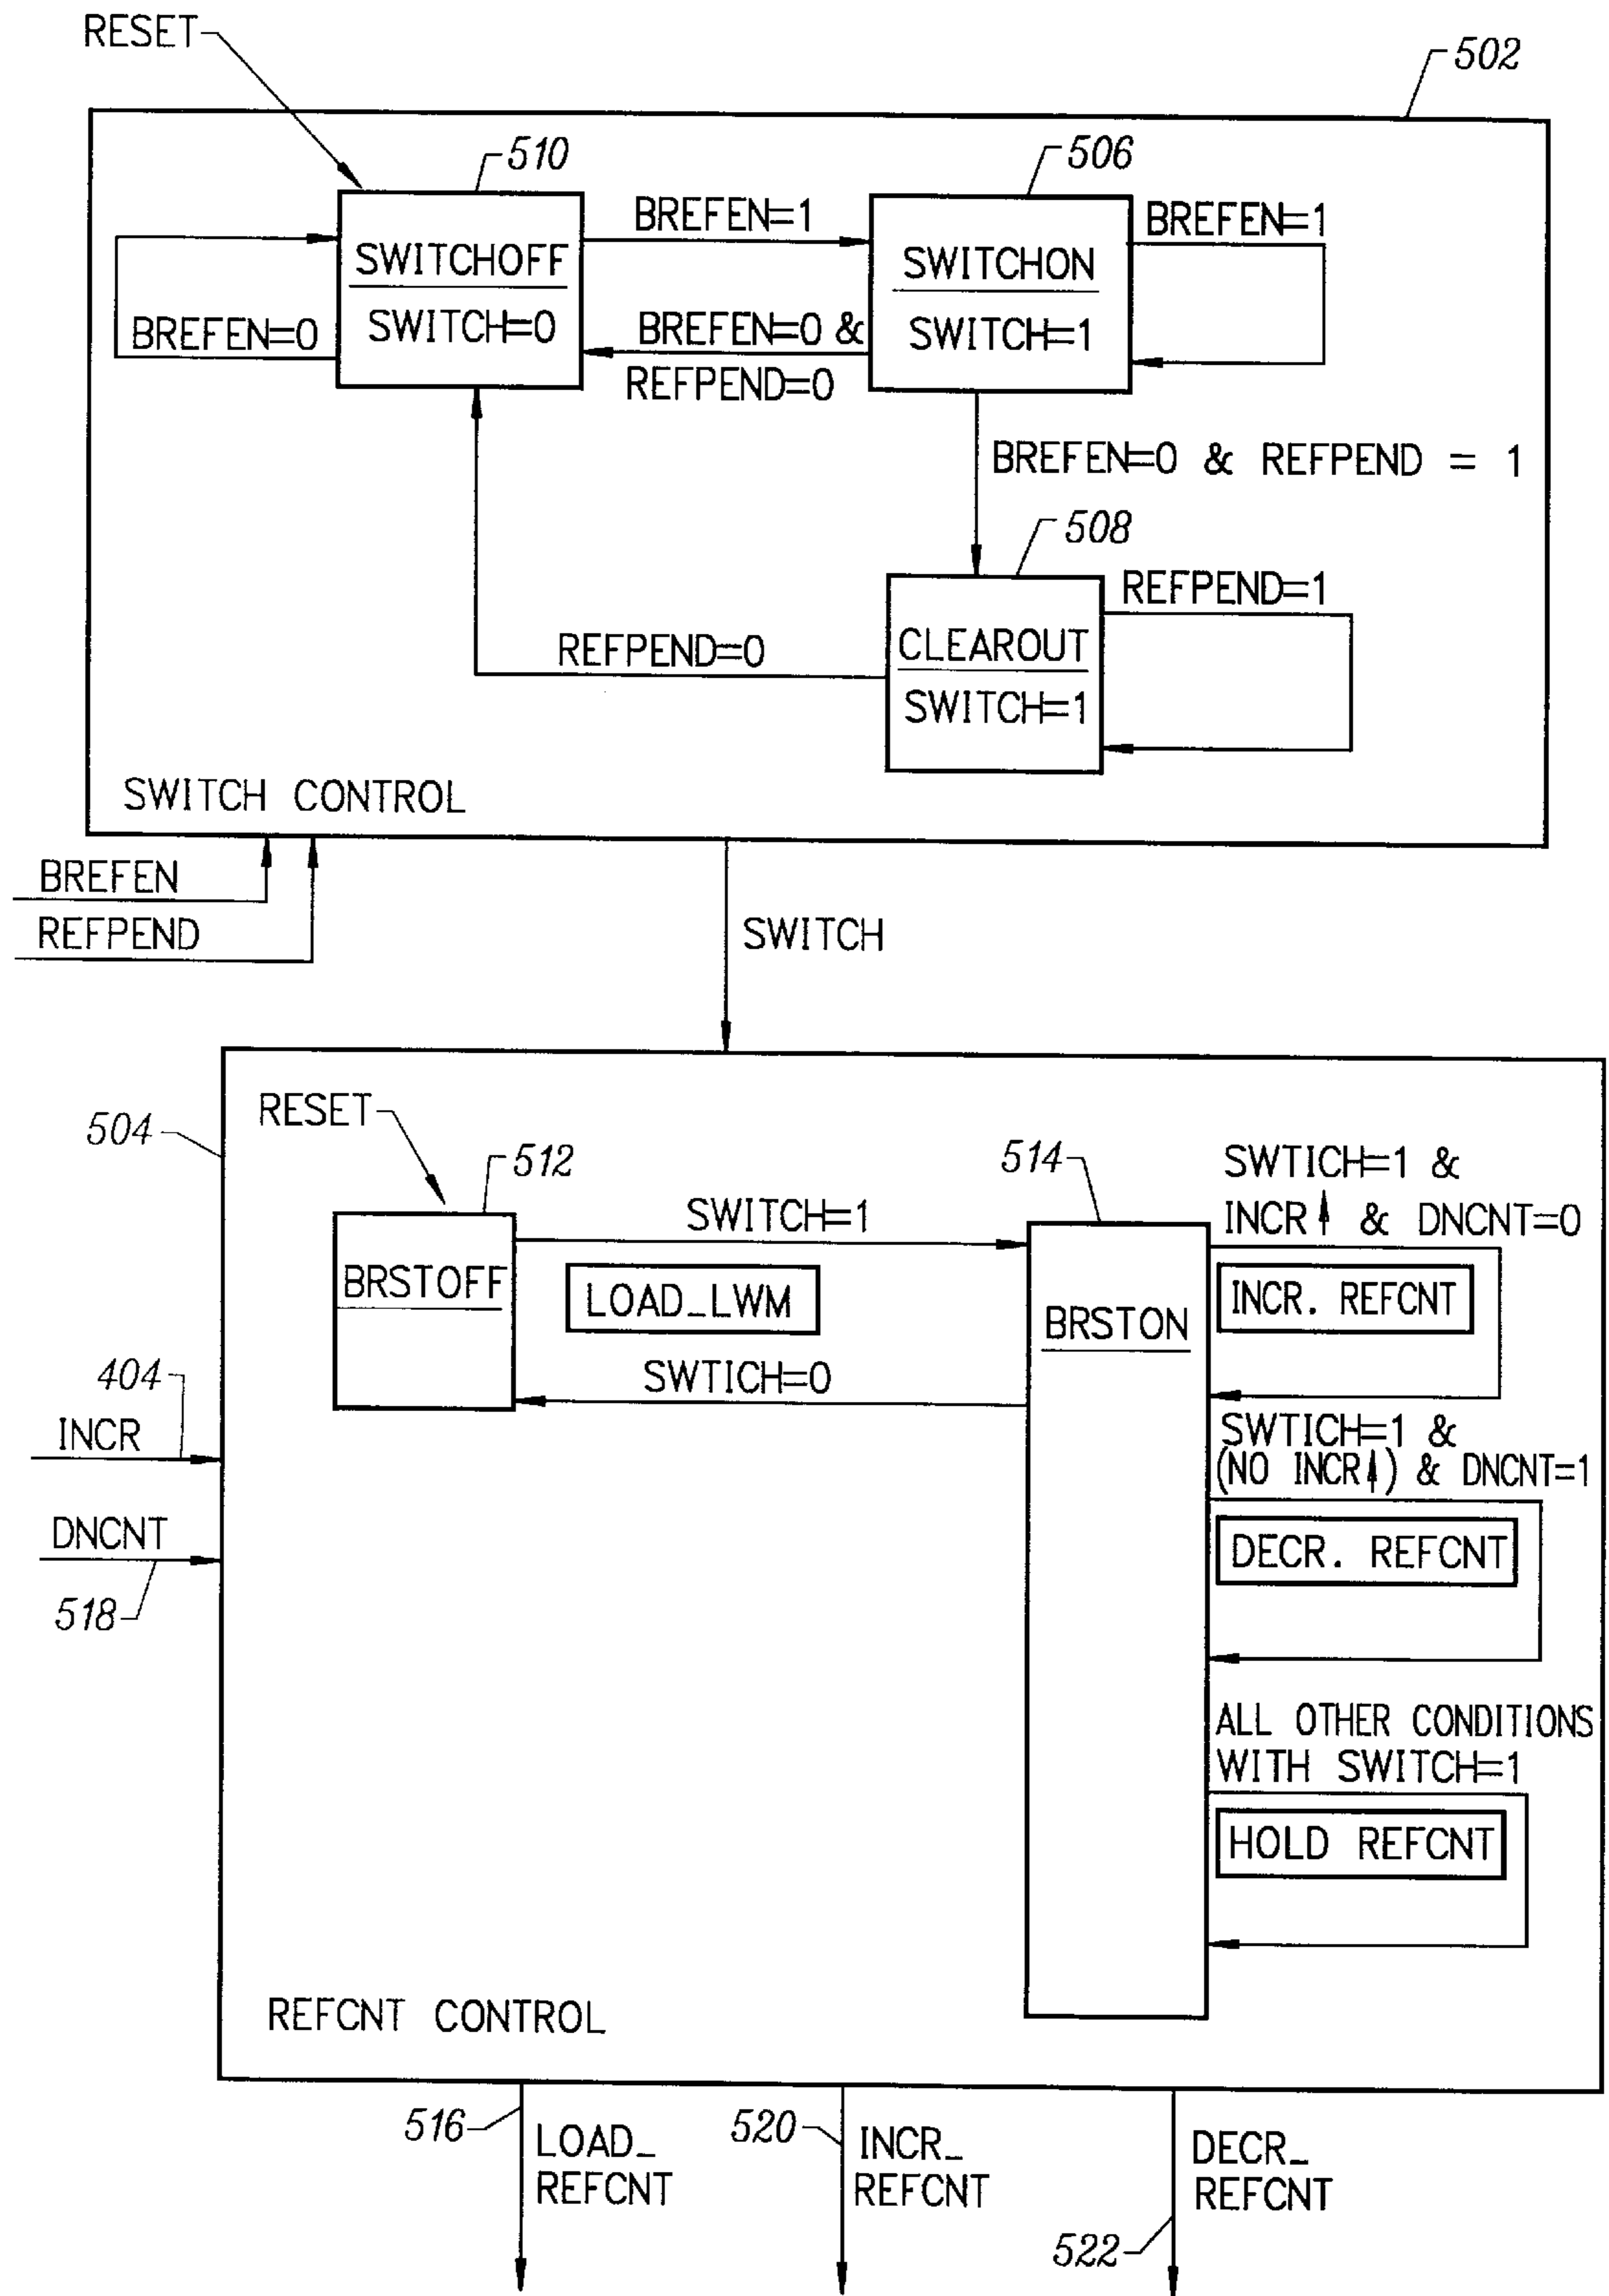 RESET
502
510
506
BREFEN=1
BREFEN=1
SWITCHOFF
SWITCHON
SWITCH=0
SWITCH=1
BREFEN=0
BREFEN=0 &
REFPEND=0
BREFEN=0 & REFPEND = 1
508
REFPEND=1
REFPEND=0
CLEAROUT
SWITCH=1
SWITCH CONTROL
BREFEN
REFPEND
SWITCH
504
RESET
512
514
SWTICH=1 &
INCR↑ & DNCNT=0
SWITCH=1
BRSTOFF
LOAD_LWM
BRSTON
INCR. REFCNT
SWTICH=0
SWTICH=1 &
(NO INCR↑) & DNCNT=1
404
INCR
DNCNT
518
DECR. REFCNT
ALL OTHER CONDITIONS
WITH SWITCH=1
HOLD REFCNT
REFCNT CONTROL
516
LOAD_
REFCNT
520
INCR_
REFCNT
DECR_
REFCNT
522